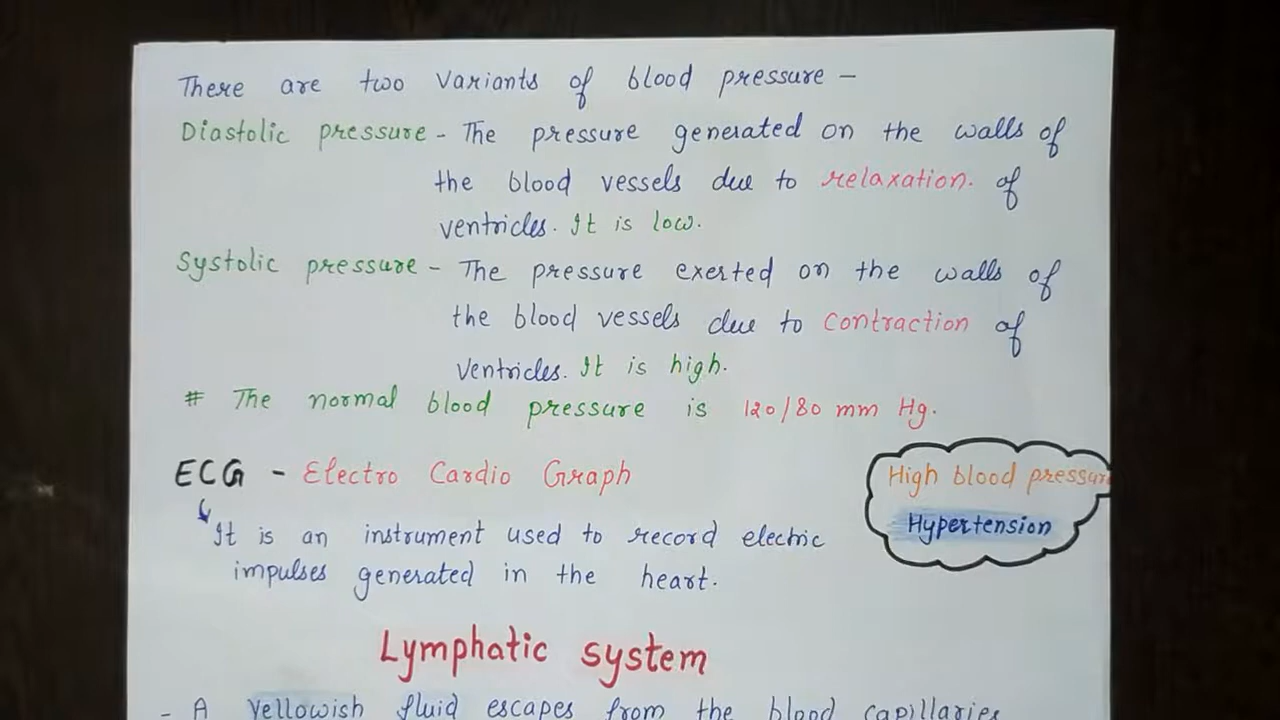 There are two variants of blood pressure –
Diastolic pressure - The pressure generated on the walls of
the blood vessels due to relaxation. of
ventricles. It is low.
Systolic pressure - The pressure exerted on the walls of
the blood vessels due to contraction of
ventricles. It is high.
# The normal blood pressure is 120/80 mm Hg.
ECG - Electro Cardio Graph
High blood pressure
Hypertension
It is an instrument used to record electric
impulses generated in the heart.
Lymphatic system
- A yellowish fluid escapes from the blood capillaries